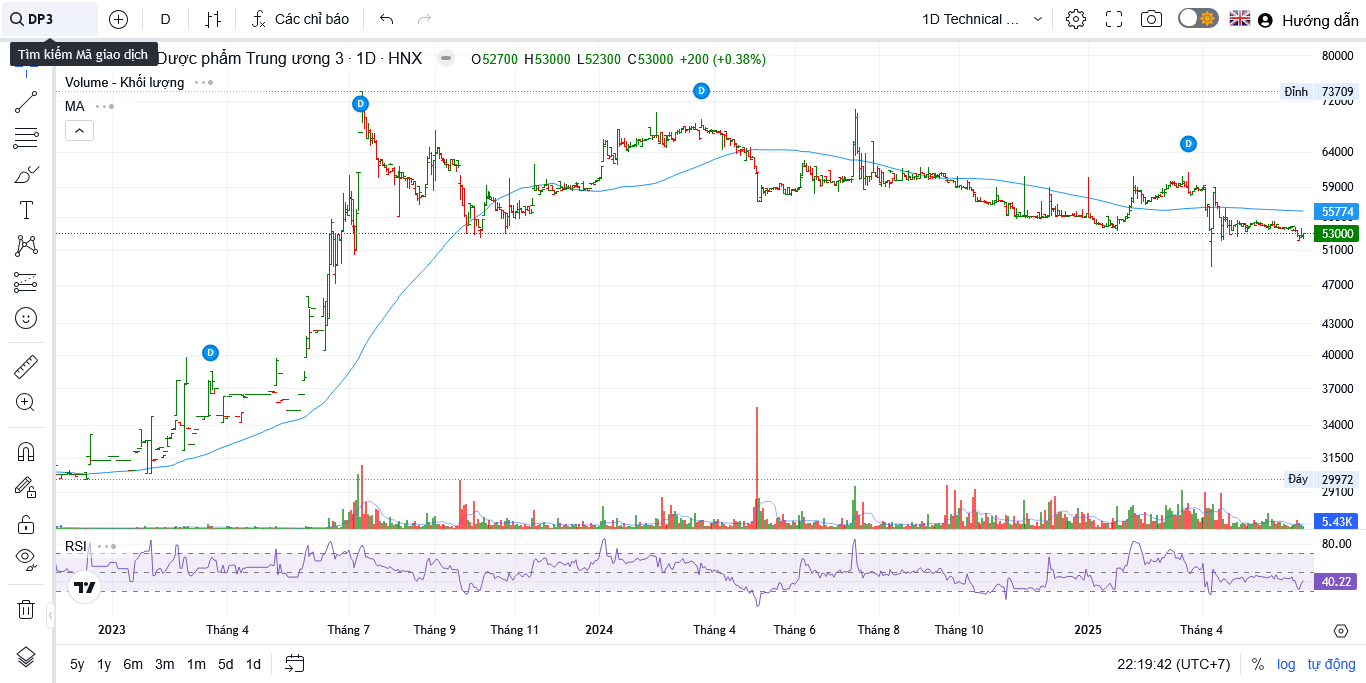 DP3
D
Các chỉ báo
1D Technical ...
Hướng dẫn
Tìm kiếm Mã giao dịch
Dược phẩm Trung ương 3 · 1D · HNX
O52700 H53000 L52300 C53000 +200 (+0.38%)
Volume - Khối lượng
MA
80000
Đỉnh 73709
72000
64000
59000
55774
53000
51000
47000
43000
40000
37000
34000
31500
Đáy 29972
29100
5.43K
RSI
80.00
40.22
D
D
D
D
2023 Tháng 4 Tháng 7 Tháng 9 Tháng 11 2024 Tháng 4 Tháng 6 Tháng 8 Tháng 10 2025 Tháng 4
5y 1y 6m 3m 1m 5d 1d
22:19:42 (UTC+7) % log tự động